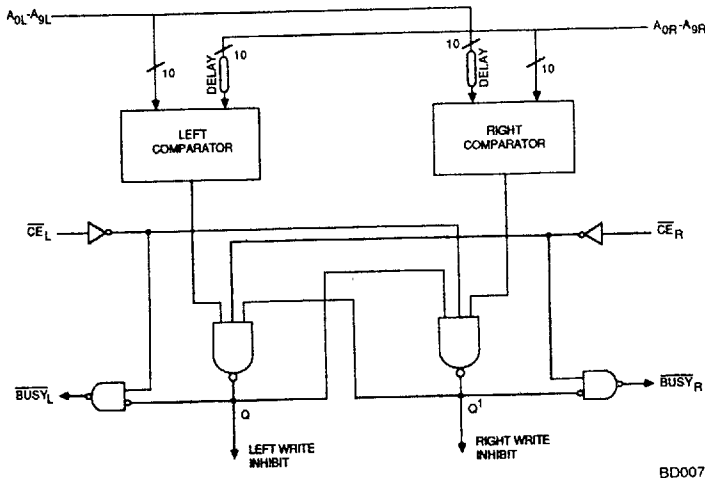 A0L-A9L
A0R-A9R
10
DELAY
10
10
DELAY
10
LEFT
COMPARATOR
RIGHT
COMPARATOR
CEL
CER
BUSYL
BUSYR
Q
Q1
LEFT WRITE
INHIBIT
RIGHT WRITE
INHIBIT
BD007